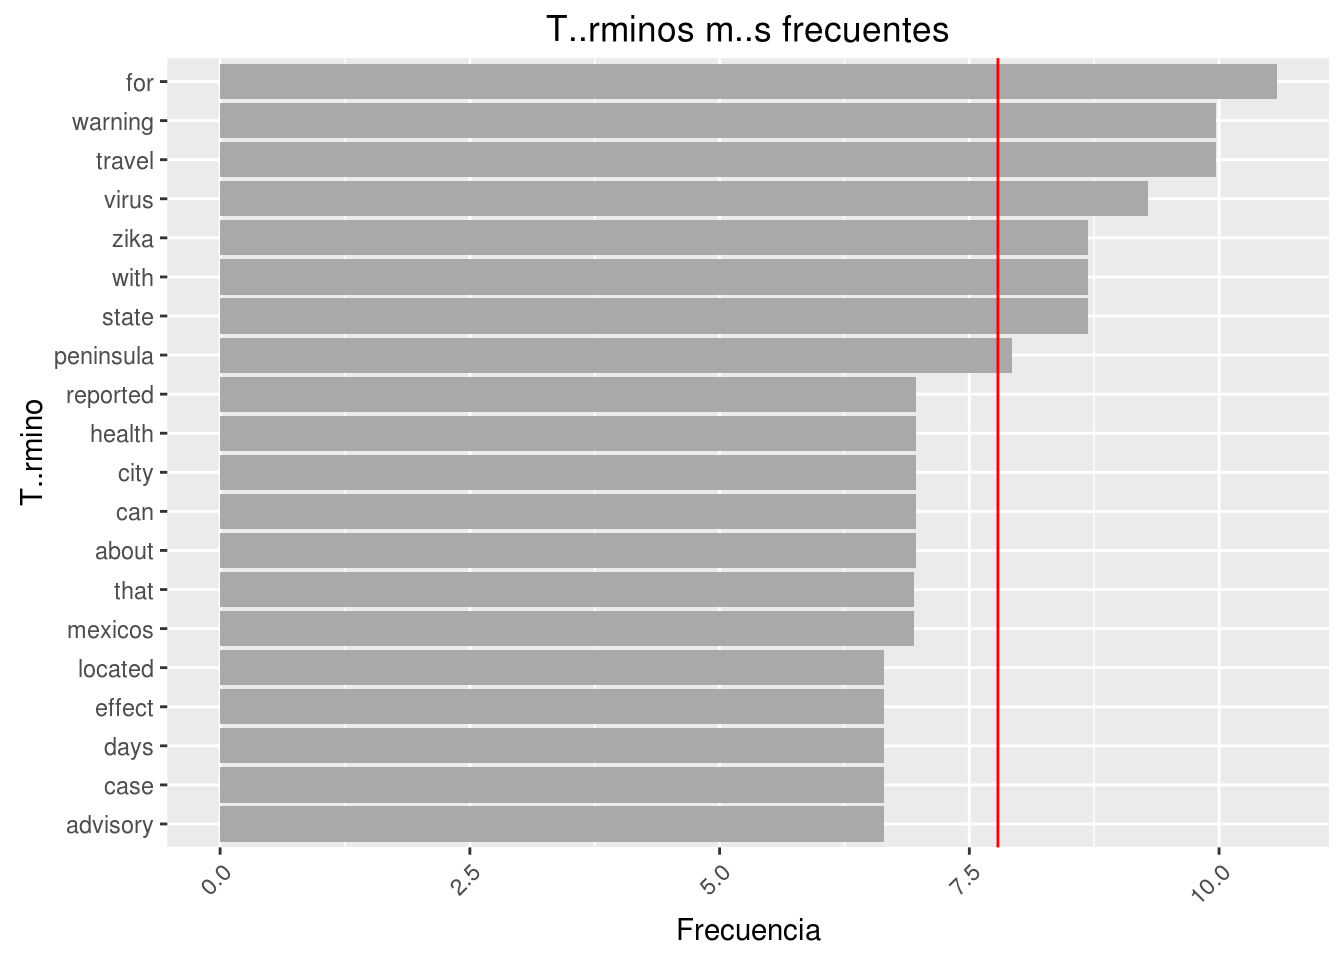 T..rminos m..s frecuentes
for
warning
travel
virus
zika
with
state
peninsula
reported
health
city
can
about
that
mexicos
located
effect
days
case
advisory
T..rmino
0.0
2.5
5.0
7.5
10.0
Frecuencia